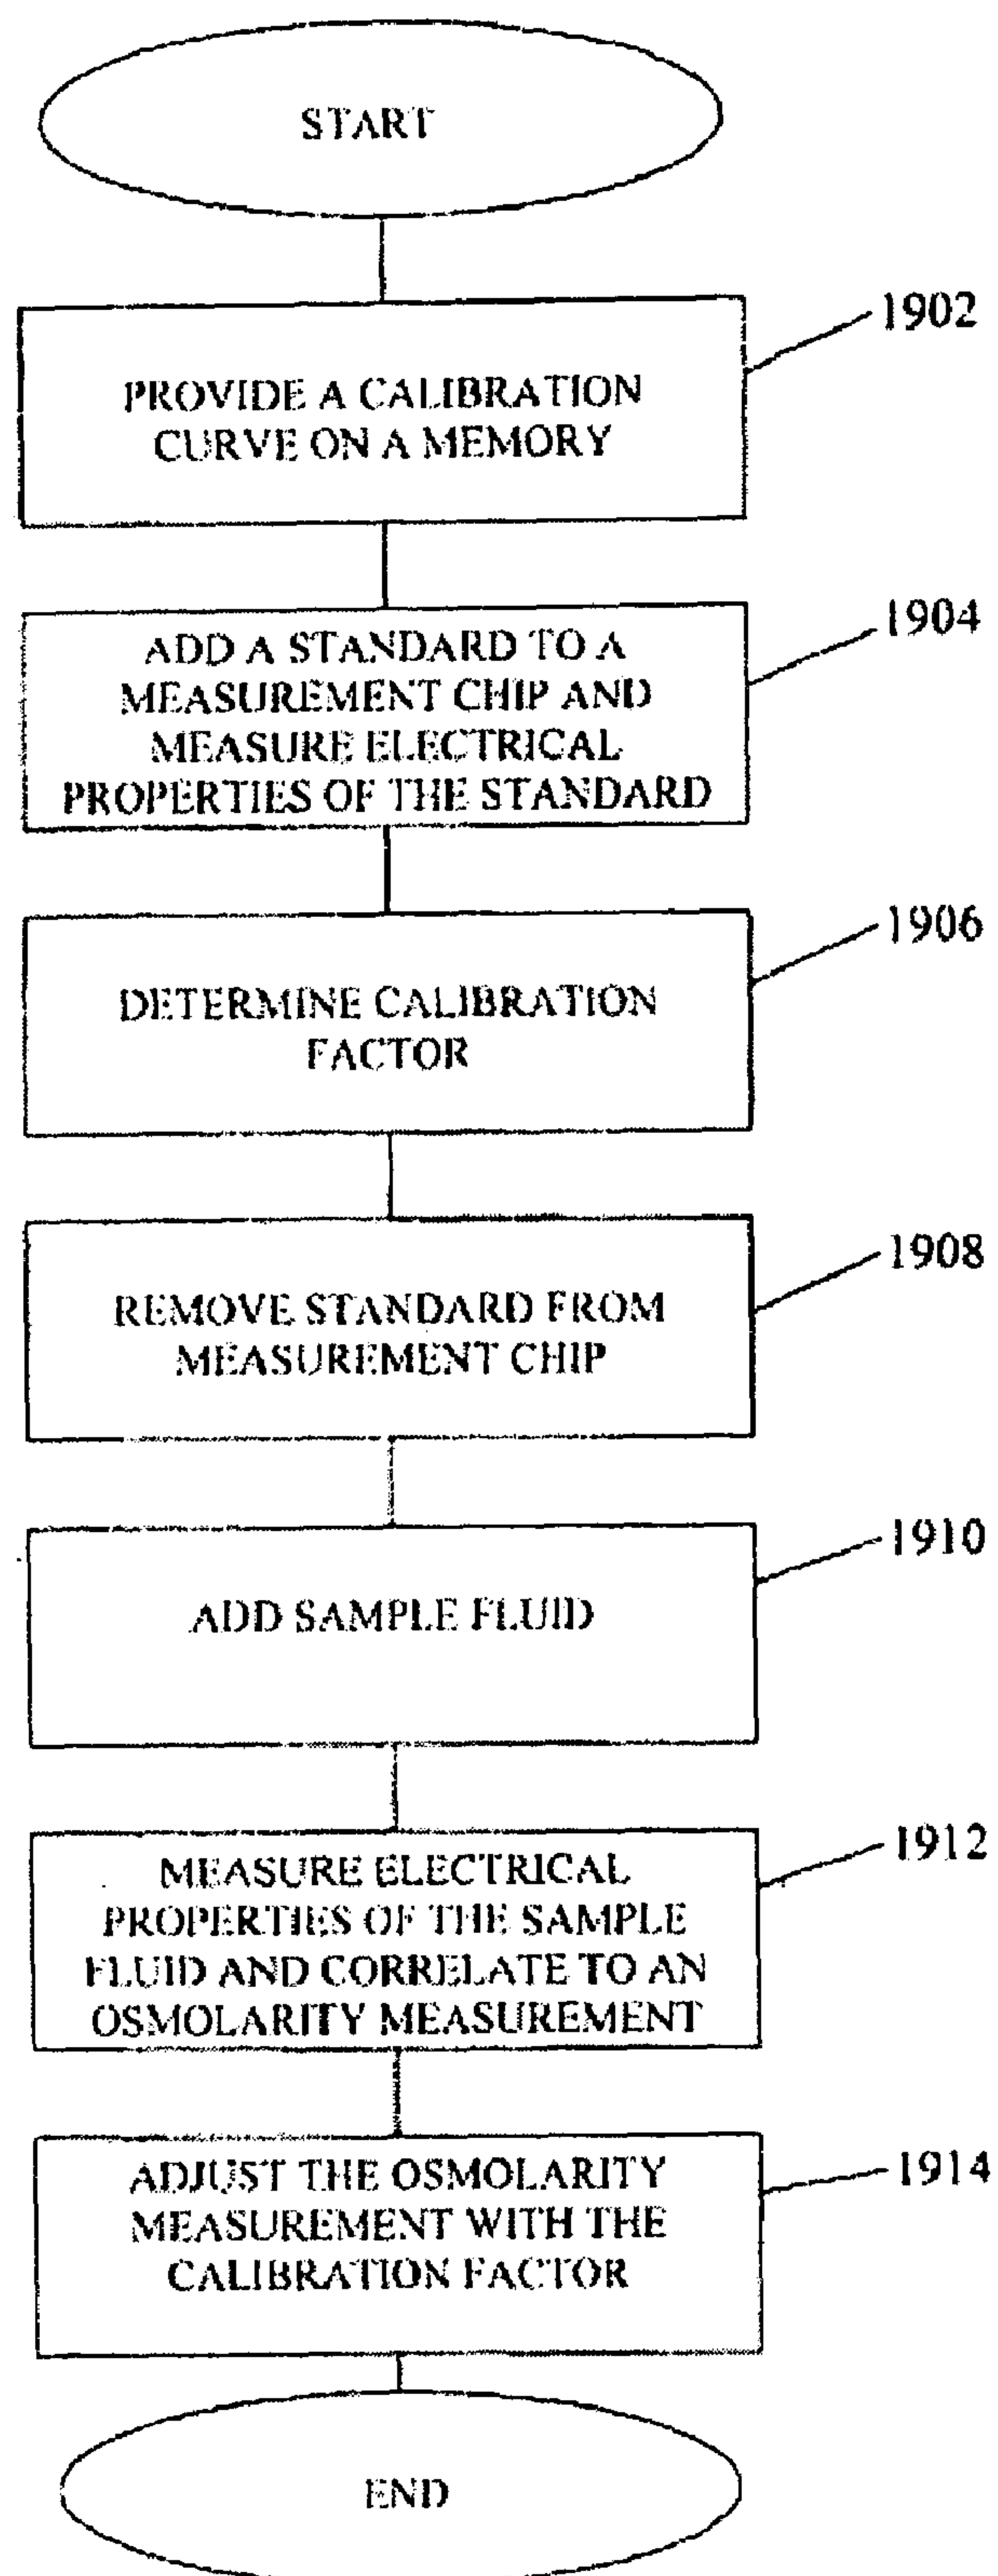 START
1902
PROVIDE A CALIBRATION
CURVE ON A MEMORY
1904
ADD A STANDARD TO A
MEASUREMENT CHIP AND
MEASURE ELECTRICAL
PROPERTIES OF THE STANDARD
1906
DETERMINE CALIBRATION
FACTOR
1908
REMOVE STANDARD FROM
MEASUREMENT CHIP
1910
ADD SAMPLE FLUID
1912
MEASURE ELECTRICAL
PROPERTIES OF THE SAMPLE
FLUID AND CORRELATE TO AN
OSMOLARITY MEASUREMENT
1914
ADJUST THE OSMOLARITY
MEASUREMENT WITH THE
CALIBRATION FACTOR
END